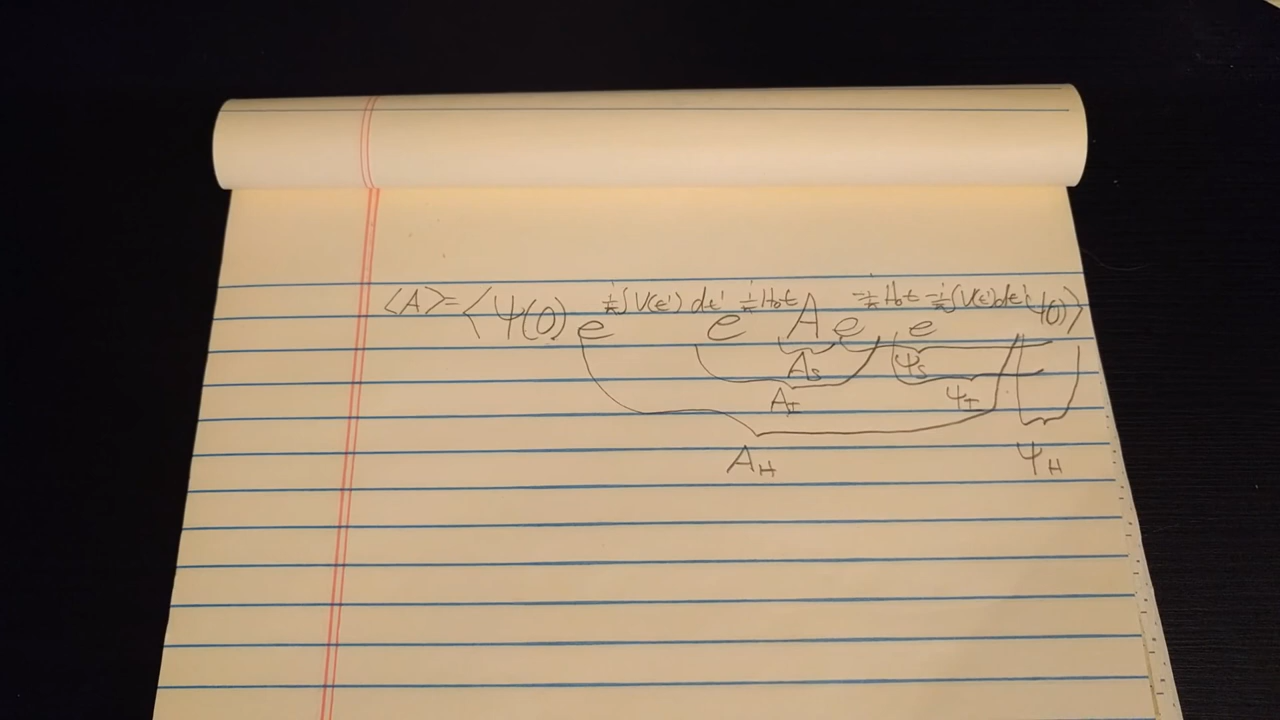 ⟨A⟩=⟨Ψ(0) e^{i/ħ ∫V(t') dt'} e^{i/ħ H₀t} A e^{-i/ħ H₀t} e^{-i/ħ ∫V(t')dt'} Ψ(0)⟩
A_S Ψ_S
A_I Ψ_I
A_H Ψ_H